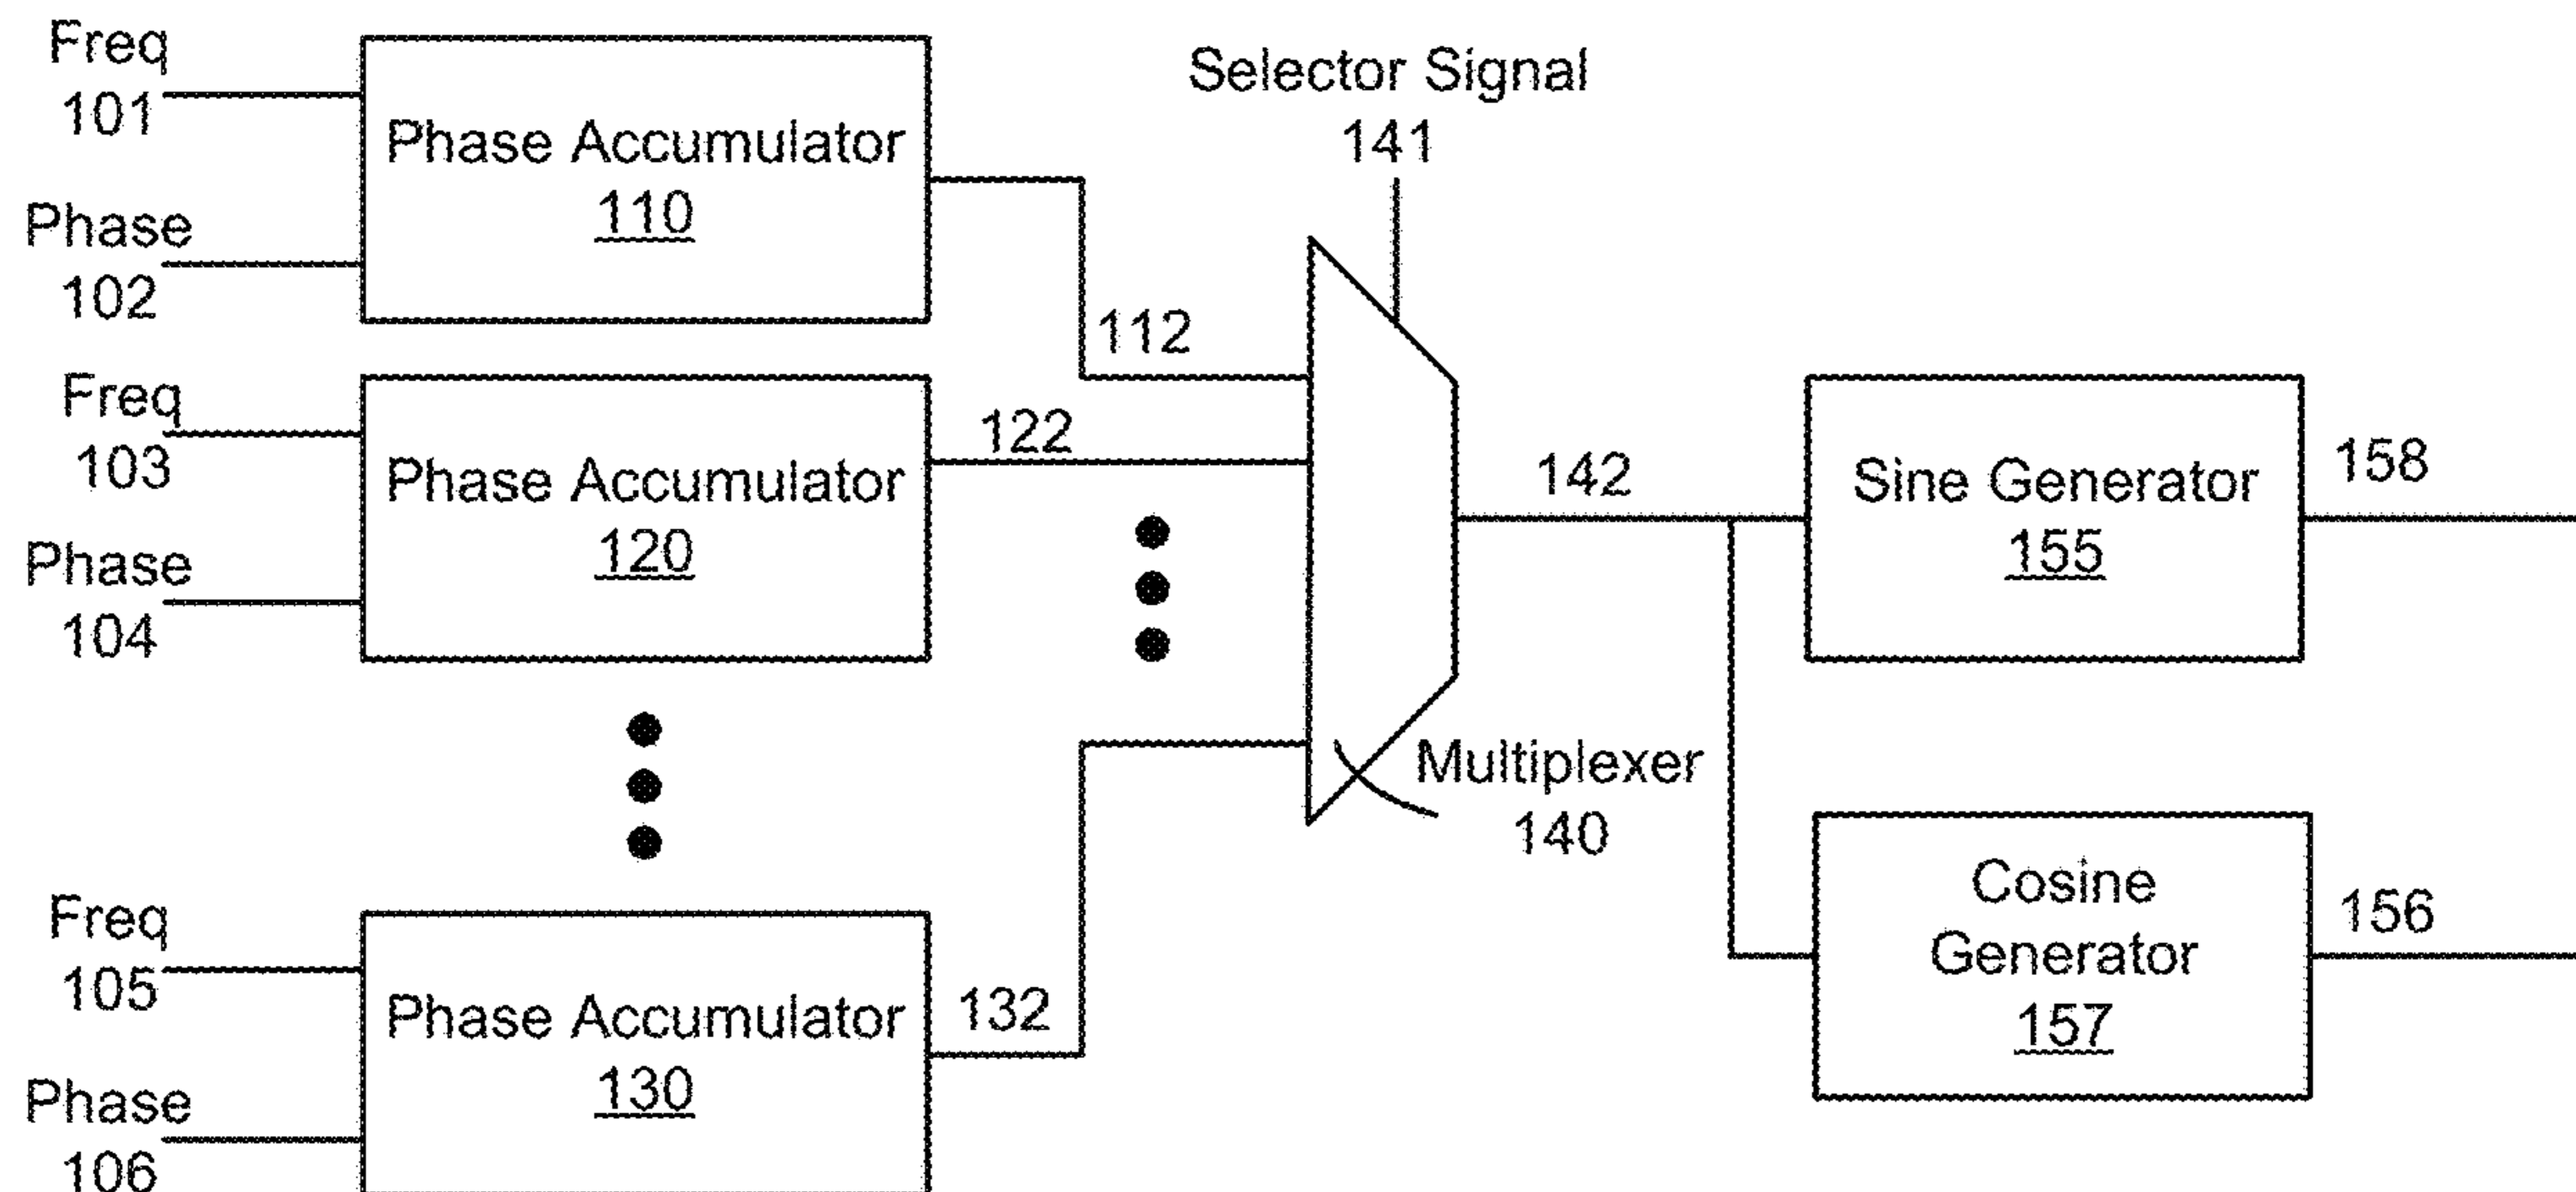 Freq
101
Phase Accumulator
110
Phase
102
Selector Signal
141
112
Freq
103
Phase Accumulator
120
Phase
104
122
142
Sine Generator
155
158
Multiplexer
140
Cosine
Generator
157
156
Freq
105
Phase Accumulator
130
Phase
106
132